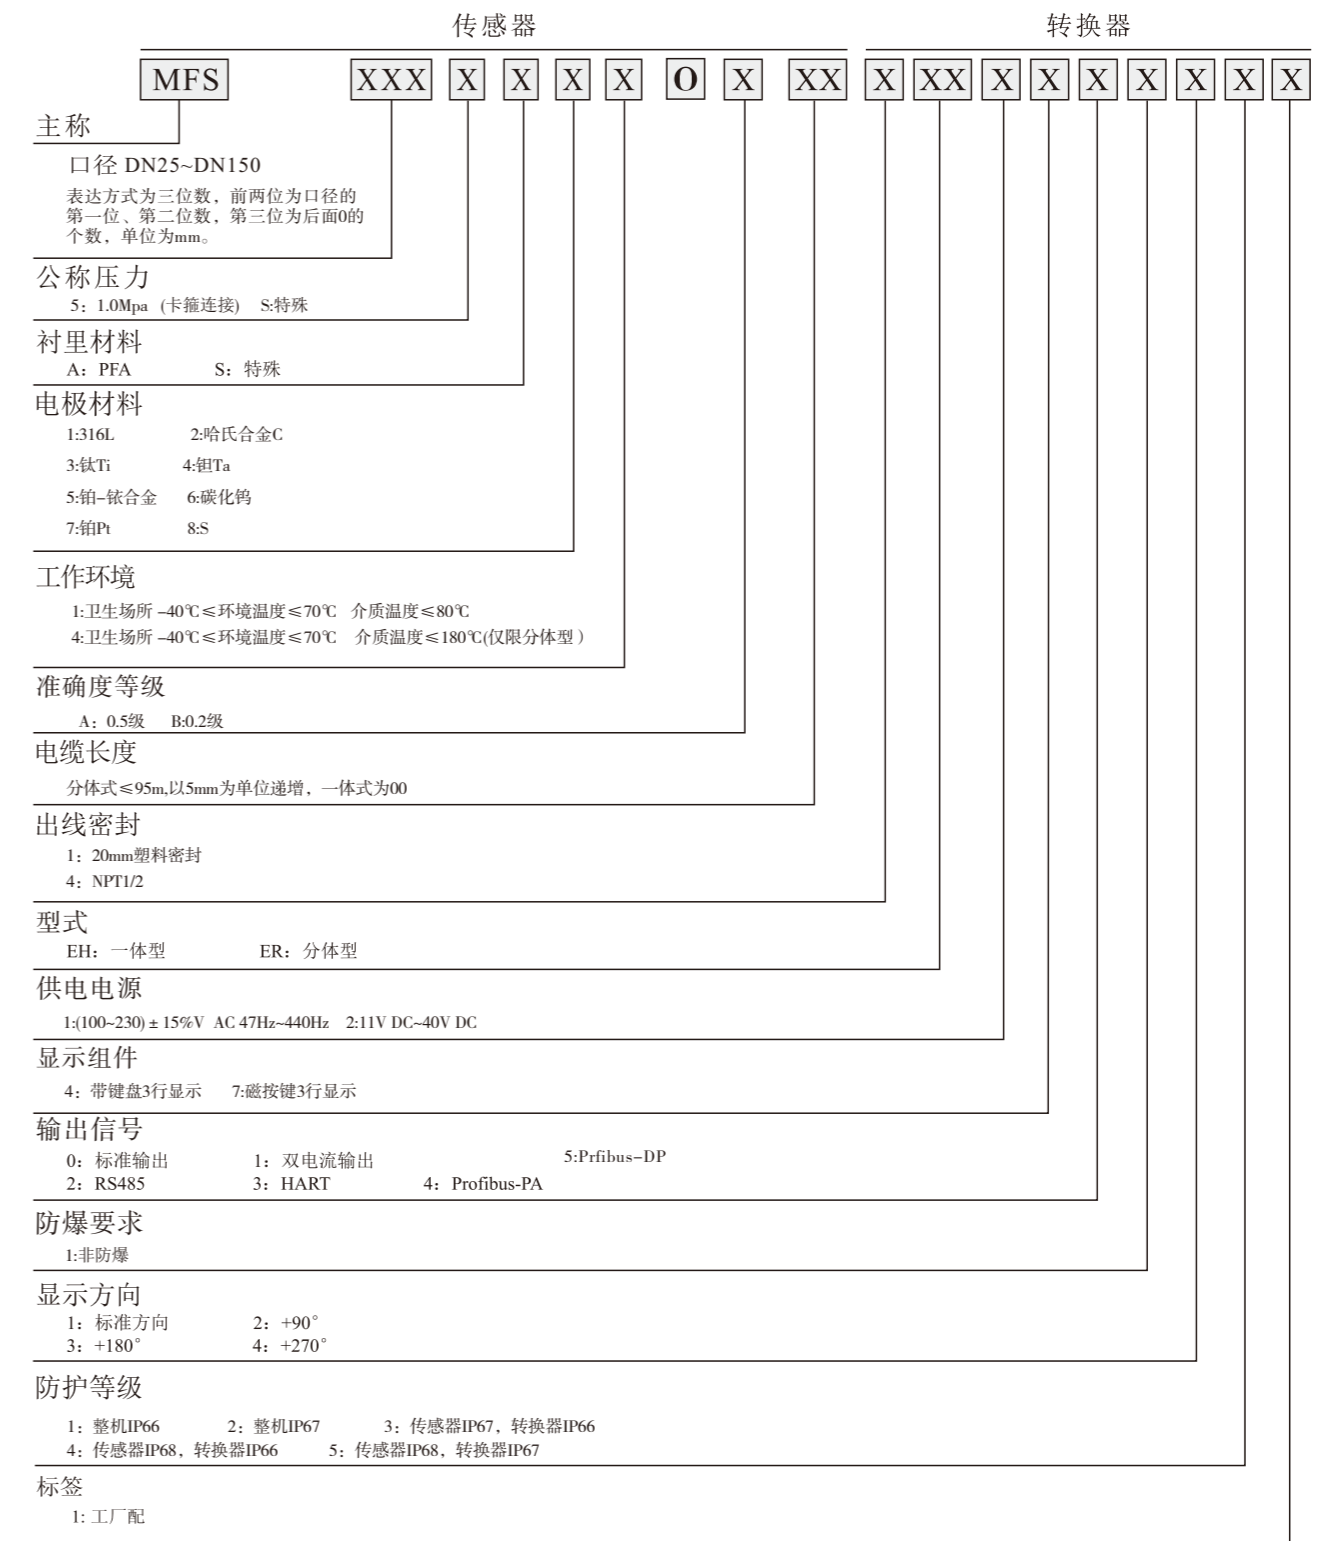 传感器 转换器
MFS XXX X X X X O X XX X XX X X X X X X X
主称
口径 DN25~DN150
表达方式为三位数，前两位为口径的
第一位、第二位数，第三位为后面0的
个数，单位为mm。
公称压力
5：1.0Mpa (卡箍连接) S:特殊
衬里材料
A：PFA S：特殊
电极材料
1:316L 2:哈氏合金C
3:钛Ti 4:钽Ta
5:铂-铱合金 6:碳化钨
7:铂Pt 8:S
工作环境
1:卫生场所 -40℃≤环境温度≤70℃ 介质温度≤80℃
4:卫生场所 -40℃≤环境温度≤70℃ 介质温度≤180℃(仅限分体型）
准确度等级
A：0.5级 B:0.2级
电缆长度
分体式≤95m,以5mm为单位递增，一体式为00
出线密封
1：20mm塑料密封
4：NPT1/2
型式
EH：一体型 ER：分体型
供电电源
1:(100~230)±15%V AC 47Hz~440Hz 2:11V DC~40V DC
显示组件
4：带键盘3行显示 7:磁按键3行显示
输出信号
0：标准输出 1：双电流输出 5:Prfibus-DP
2：RS485 3：HART 4：Profibus-PA
防爆要求
1:非防爆
显示方向
1：标准方向 2：+90°
3：+180° 4：+270°
防护等级
1：整机IP66 2：整机IP67 3：传感器IP67，转换器IP66
4：传感器IP68，转换器IP66 5：传感器IP68，转换器IP67
标签
1: 工厂配